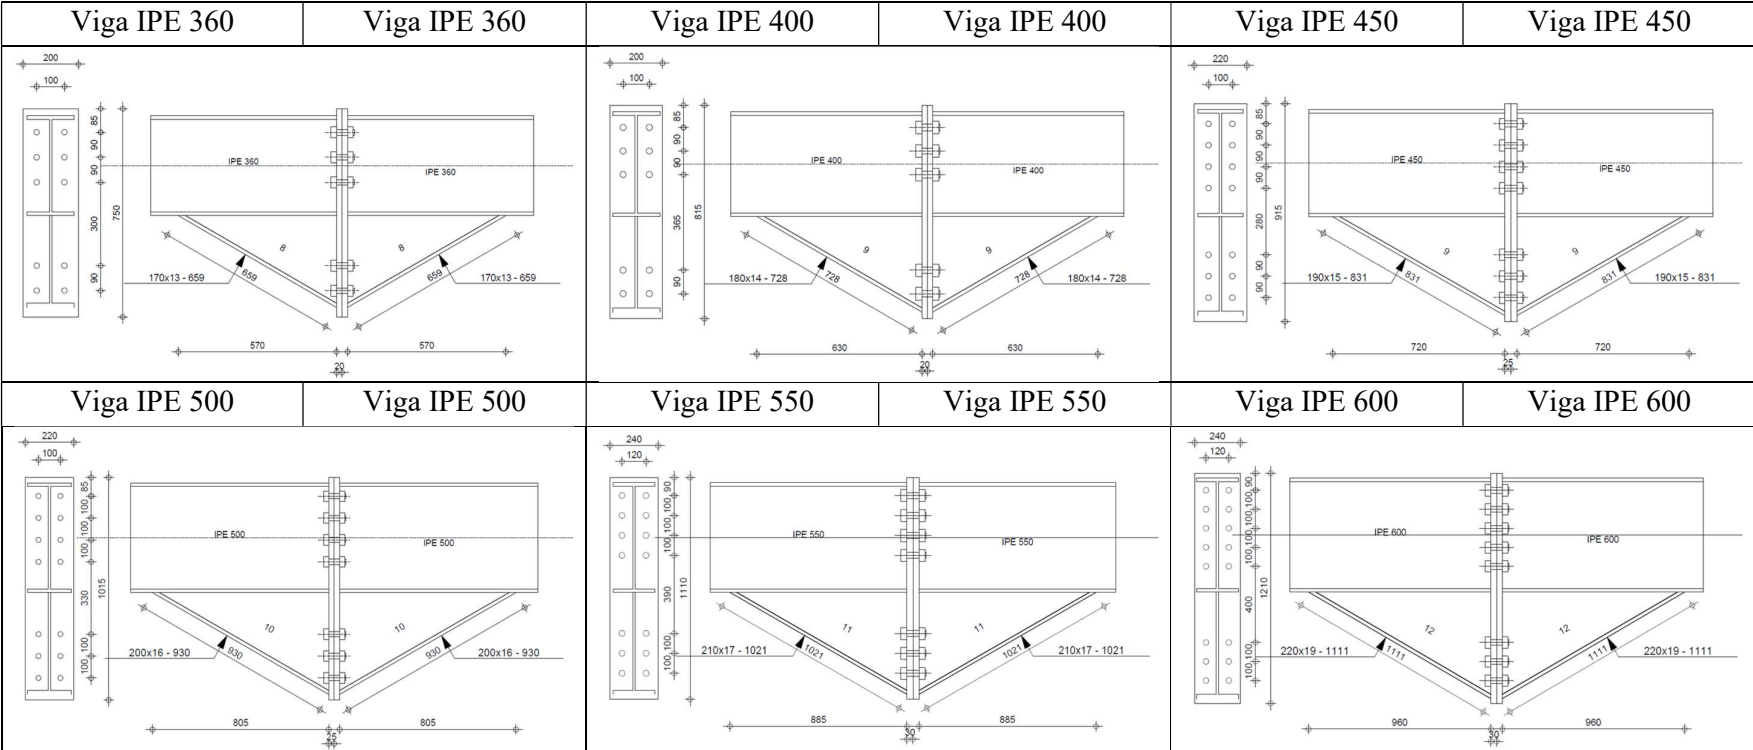 Viga IPE 360
Viga IPE 360
Viga IPE 400
Viga IPE 400
Viga IPE 450
Viga IPE 450
200
100
85
90
90
300
90
750
IPE 360
IPE 360
8
8
170x13 - 659
659
659
170x13 - 659
570
570
20
200
100
85
90
90
365
90
815
IPE 400
IPE 400
9
9
180x14 - 728
728
728
180x14 - 728
630
630
20
220
100
85
90
90
90
280
90
90
915
IPE 450
IPE 450
9
9
190x15 - 831
831
831
190x15 - 831
720
720
25
Viga IPE 500
Viga IPE 500
Viga IPE 550
Viga IPE 550
Viga IPE 600
Viga IPE 600
220
100
85
100
100
100
330
100
100
1015
IPE 500
IPE 500
10
10
200x16 - 930
930
930
200x16 - 930
805
805
25
240
120
90
100
100
100
390
100
100
1110
IPE 550
IPE 550
11
11
210x17 - 1021
1021
1021
210x17 - 1021
885
885
30
240
120
90
100
100
100
100
400
100
100
1210
IPE 600
IPE 600
12
12
220x19 - 1111
1111
1111
220x19 - 1111
960
960
30